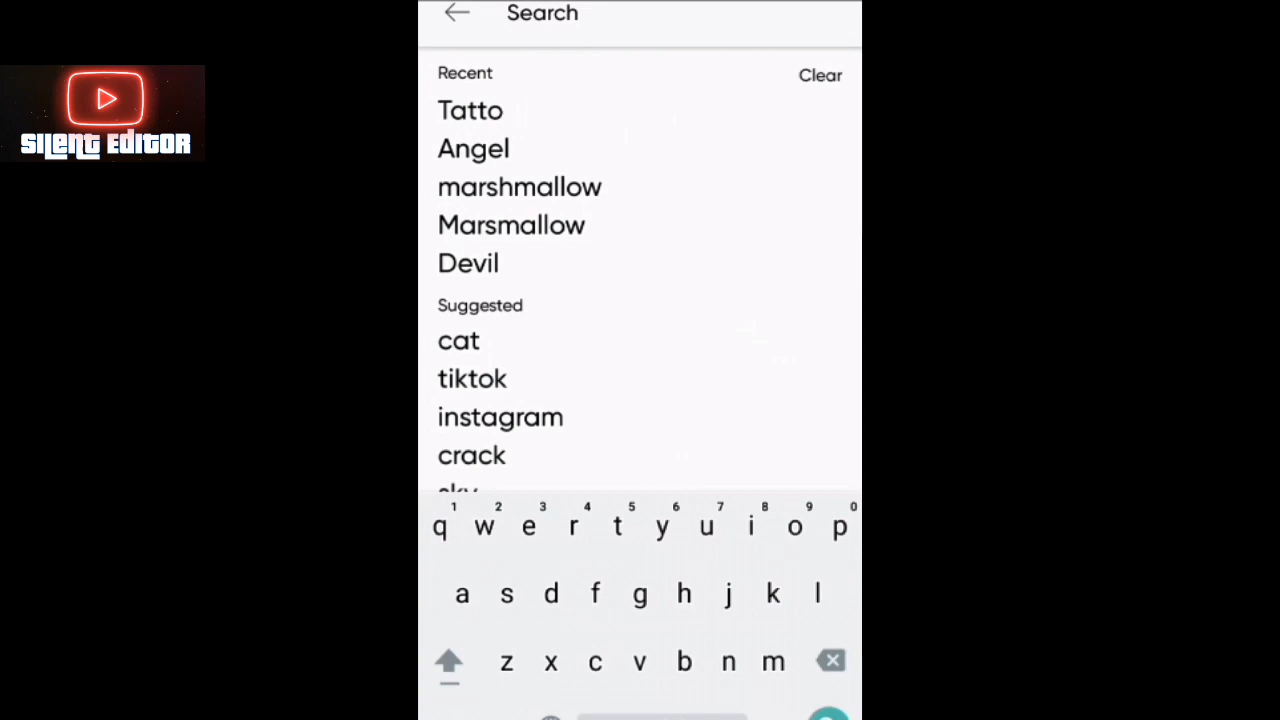 SILENT EDITOR
Search
Recent
Clear
Tatto
Angel
marshmallow
Marsmallow
Devil
Suggested
cat
tiktok
instagram
crack
sky
1 2 3 4 5 6 7 8 9 0
q w e r t y u i o p
a s d f g h j k l
z x c v b n m